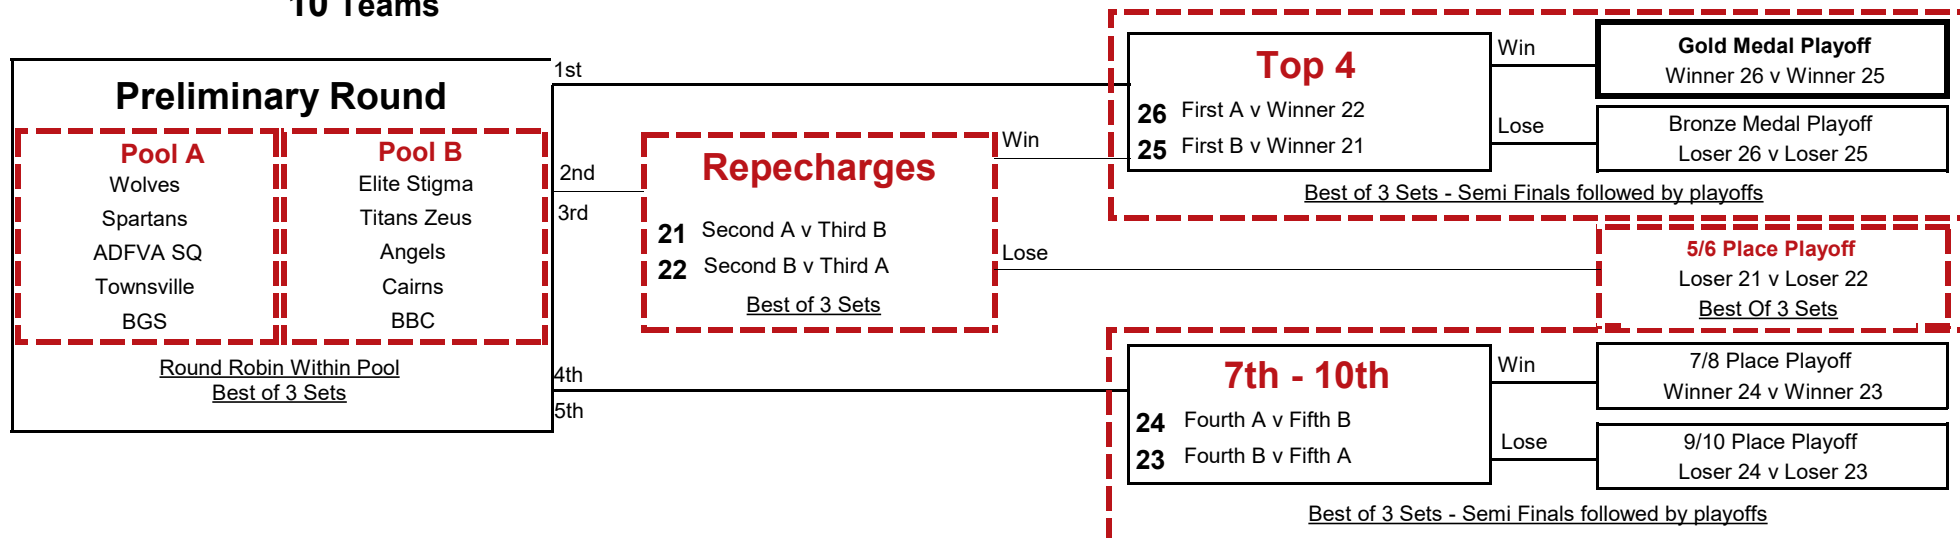 10 Teams
Preliminary Round
Pool A
Wolves
Spartans
ADFVA SQ
Townsville
BGS
Pool B
Elite Stigma
Titans Zeus
Angels
Cairns
BBC
Round Robin Within Pool
Best of 3 Sets
1st
2nd
3rd
4th
5th
Repecharges
21 Second A v Third B
22 Second B v Third A
Best of 3 Sets
Win
Lose
Top 4
26 First A v Winner 22
25 First B v Winner 21
Win
Lose
Gold Medal Playoff
Winner 26 v Winner 25
Bronze Medal Playoff
Loser 26 v Loser 25
Best of 3 Sets - Semi Finals followed by playoffs
5/6 Place Playoff
Loser 21 v Loser 22
Best Of 3 Sets
7th - 10th
24 Fourth A v Fifth B
23 Fourth B v Fifth A
Win
Lose
7/8 Place Playoff
Winner 24 v Winner 23
9/10 Place Playoff
Loser 24 v Loser 23
Best of 3 Sets - Semi Finals followed by playoffs